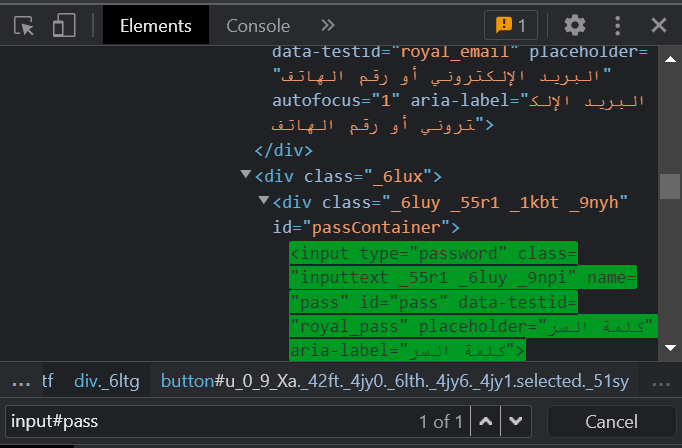 Elements Console » 1
data-testid="royal_email" placeholder=
"البريد الإلكتروني أو رقم الهاتف"
autofocus="1" aria-label="البريد الإلك
تروني أو رقم الهاتف">
</div>
<div class="_6lux">
<div class="_6luy _55r1 _1kbt _9nyh"
id="passContainer">
<input type="password" class=
"inputtext _55r1 _6luy _9npi" name=
"pass" id="pass" data-testid=
"royal_pass" placeholder="كلمة السر"
aria-label="كلمة السر">
... tf div._6ltg button#u_0_9_Xa._42ft._4jy0._6lth._4jy6._4jy1.selected._51sy ...
input#pass 1 of 1 Cancel